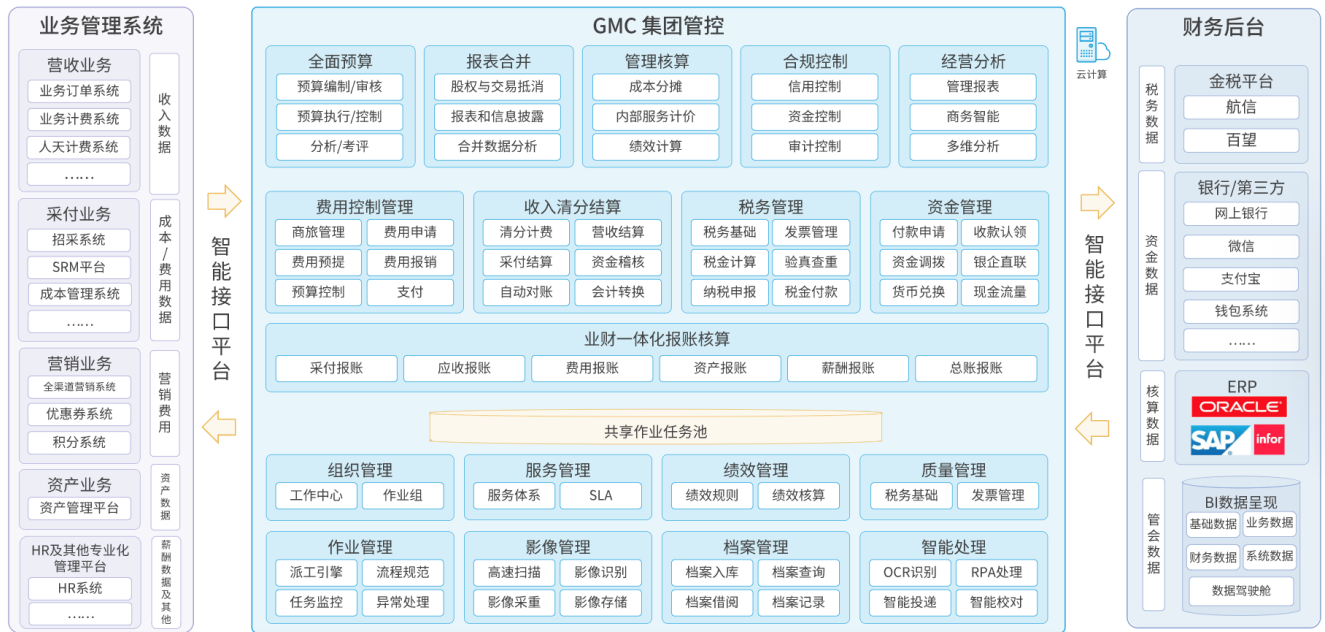 业务管理系统
营收业务
业务订单系统
业务计费系统
人天计费系统
……
收入数据
采付业务
招采系统
SRM平台
成本管理系统
……
成本/费用数据
营销业务
全渠道营销系统
优惠券系统
积分系统
营销费用
资产业务
资产管理平台
资产数据
HR及其他专业化
管理平台
HR系统
……
薪酬数据及其他
智能接口平台
GMC 集团管控
全面预算
预算编制/审核
预算执行/控制
分析/考评
报表合并
股权与交易抵消
报表和信息披露
合并数据分析
管理核算
成本分摊
内部服务计价
绩效计算
合规控制
信用控制
资金控制
审计控制
经营分析
管理报表
商务智能
多维分析
费用控制管理
商旅管理
费用申请
费用预提
费用报销
预算控制
支付
收入清分结算
清分计费
营收结算
采付结算
资金稽核
自动对账
会计转换
税务管理
税务基础
发票管理
税金计算
验真查重
纳税申报
税金付款
资金管理
付款申请
收款认领
资金调拨
银企直联
货币兑换
现金流量
业财一体化报账核算
采付报账
应收报账
费用报账
资产报账
薪酬报账
总账报账
共享作业任务池
组织管理
工作中心
作业组
服务管理
服务体系
SLA
绩效管理
绩效规则
绩效核算
质量管理
税务基础
发票管理
作业管理
派工引擎
流程规范
任务监控
异常处理
影像管理
高速扫描
影像识别
影像采重
影像存储
档案管理
档案入库
档案查询
档案借阅
档案记录
智能处理
OCR识别
RPA处理
智能投递
智能校对
云计算
智能接口平台
财务后台
税务数据
金税平台
航信
百望
资金数据
银行/第三方
网上银行
微信
支付宝
钱包系统
……
核算数据
ERP
ORACLE
SAP
infor
管会数据
BI数据呈现
基础数据
业务数据
财务数据
系统数据
数据驾驶舱